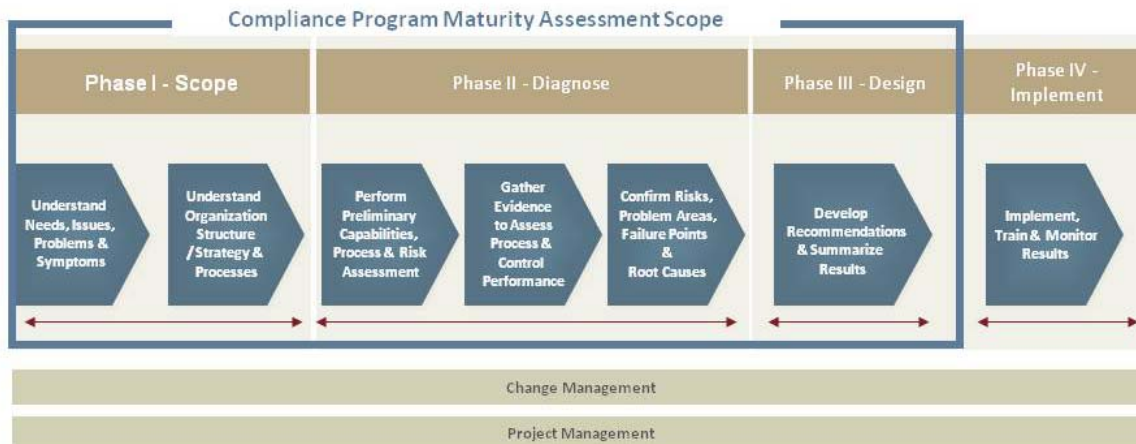 Compliance Program Maturity Assessment Scope
Phase I - Scope
Phase II - Diagnose
Phase III - Design
Phase IV -
Implement
Understand
Needs, Issues,
Problems &
Symptoms
Understand
Organization
Structure
/Strategy &
Processes
Perform
Preliminary
Capabilities,
Process & Risk
Assessment
Gather
Evidence
to Assess
Process &
Control
Performance
Confirm Risks,
Problem Areas,
Failure Points
&
Root Causes
Develop
Recommendations
& Summarize
Results
Implement,
Train & Monitor
Results
Change Management
Project Management